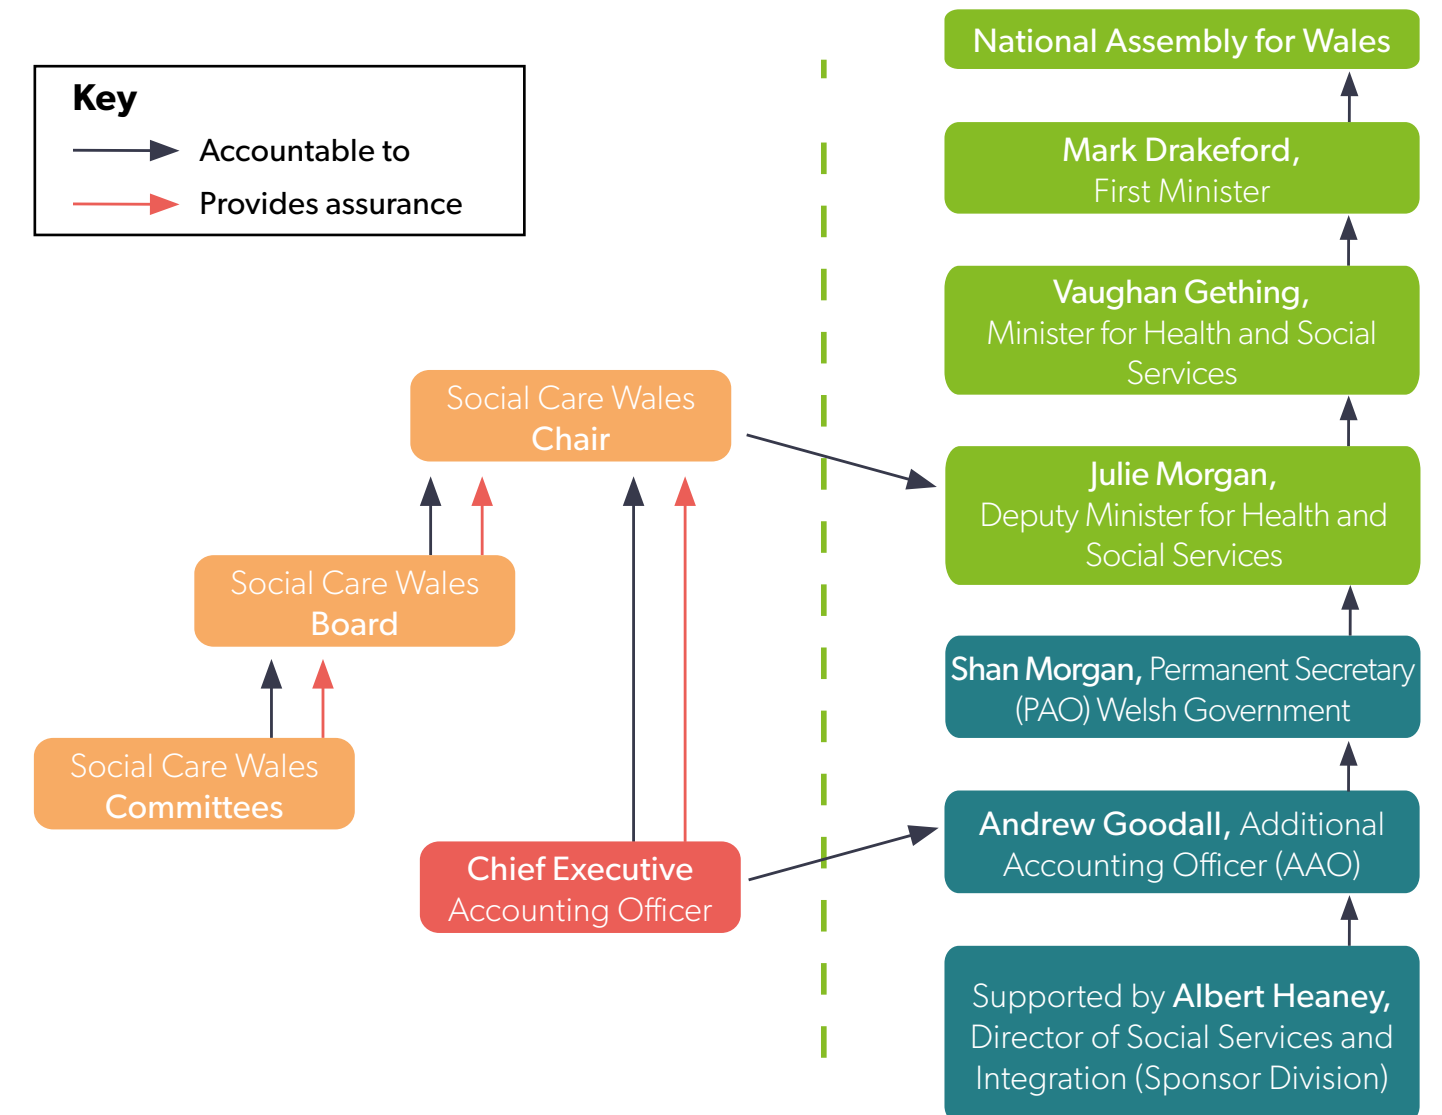 Key
Accountable to
Provides assurance
National Assembly for Wales
Mark Drakeford,
First Minister
Vaughan Gething,
Minister for Health and Social
Services
Social Care Wales
Chair
Julie Morgan,
Deputy Minister for Health and
Social Services
Social Care Wales
Board
Shan Morgan, Permanent Secretary
(PAO) Welsh Government
Social Care Wales
Committees
Andrew Goodall, Additional
Accounting Officer (AAO)
Chief Executive
Accounting Officer
Supported by Albert Heaney,
Director of Social Services and
Integration (Sponsor Division)